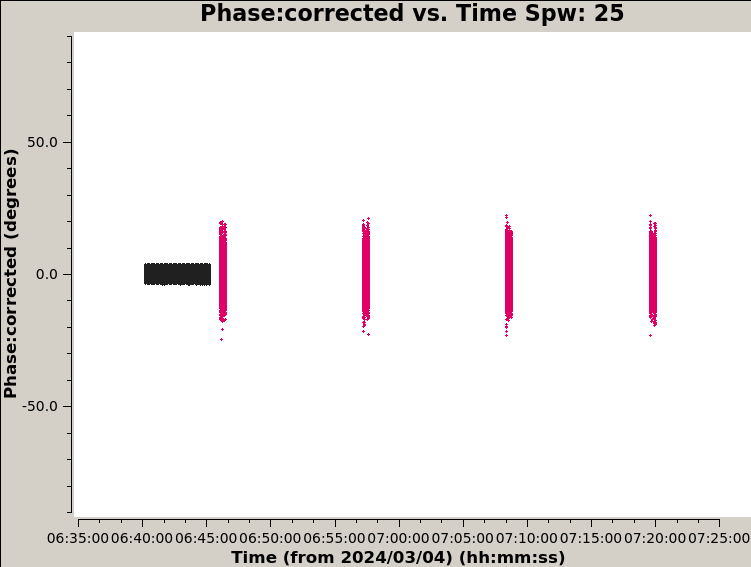 Phase:corrected vs. Time Spw: 25
Phase:corrected (degrees)
50.0
0.0
-50.0
06:35:00 06:40:00 06:45:00 06:50:00 06:55:00 07:00:00 07:05:00 07:10:00 07:15:00 07:20:00 07:25:00
Time (from 2024/03/04) (hh:mm:ss)